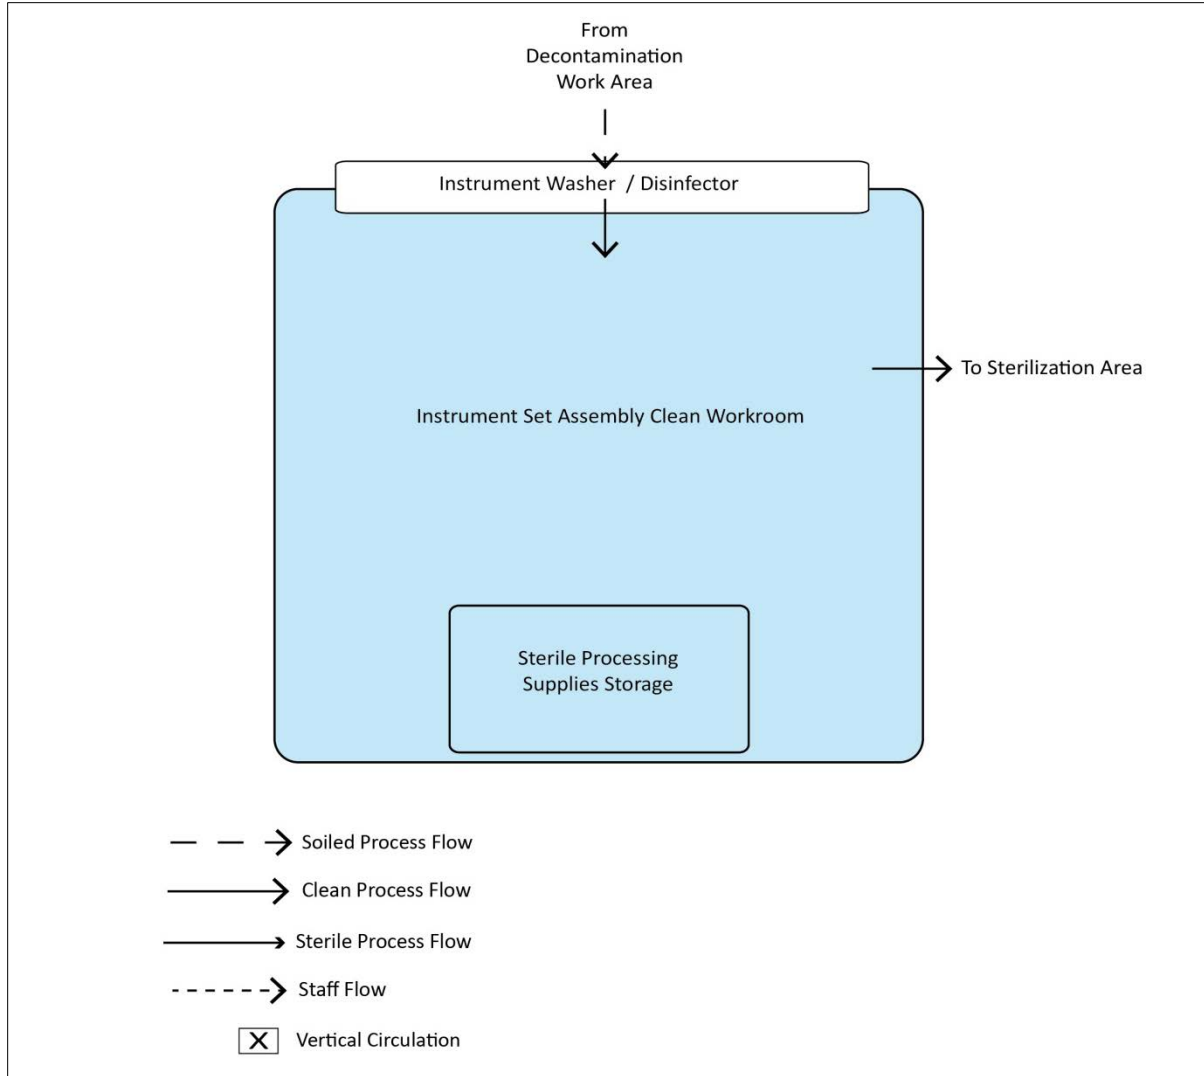 From
Decontamination
Work Area
Instrument Washer / Disinfector
To Sterilization Area
Instrument Set Assembly Clean Workroom
Sterile Processing
Supplies Storage
Soiled Process Flow
Clean Process Flow
Sterile Process Flow
Staff Flow
X Vertical Circulation